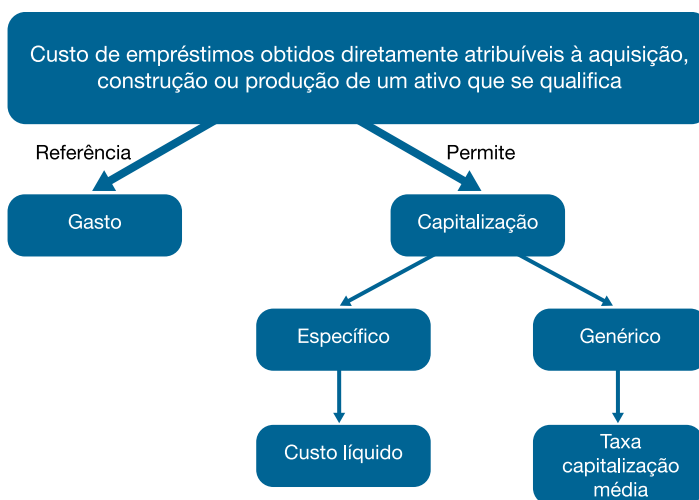 Custo de empréstimos obtidos diretamente atribuíveis à aquisição,
construção ou produção de um ativo que se qualifica
Referência
Permite
Gasto
Capitalização
Específico
Genérico
Custo líquido
Taxa
capitalização
média